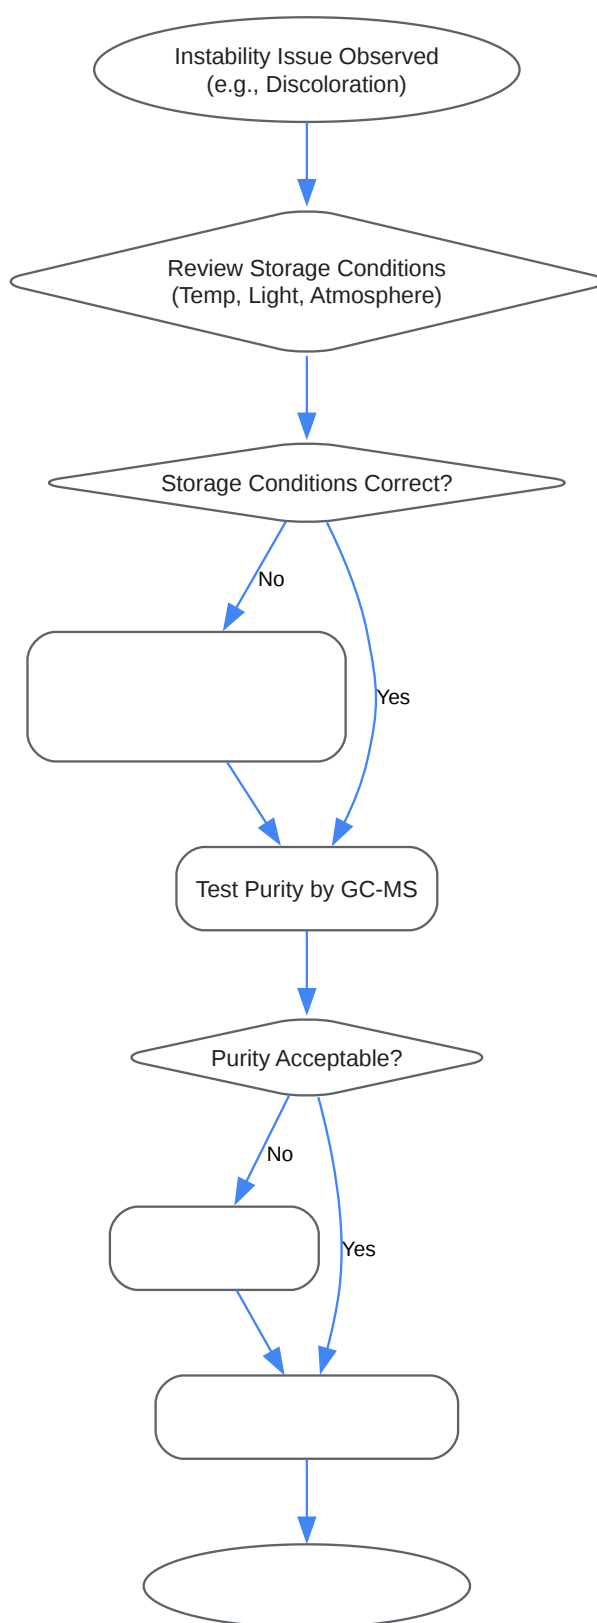 Instability Issue Observed
(e.g., Discoloration)
Review Storage Conditions
(Temp, Light, Atmosphere)
Storage Conditions Correct?
No
Yes
Test Purity by GC-MS
Purity Acceptable?
No
Yes